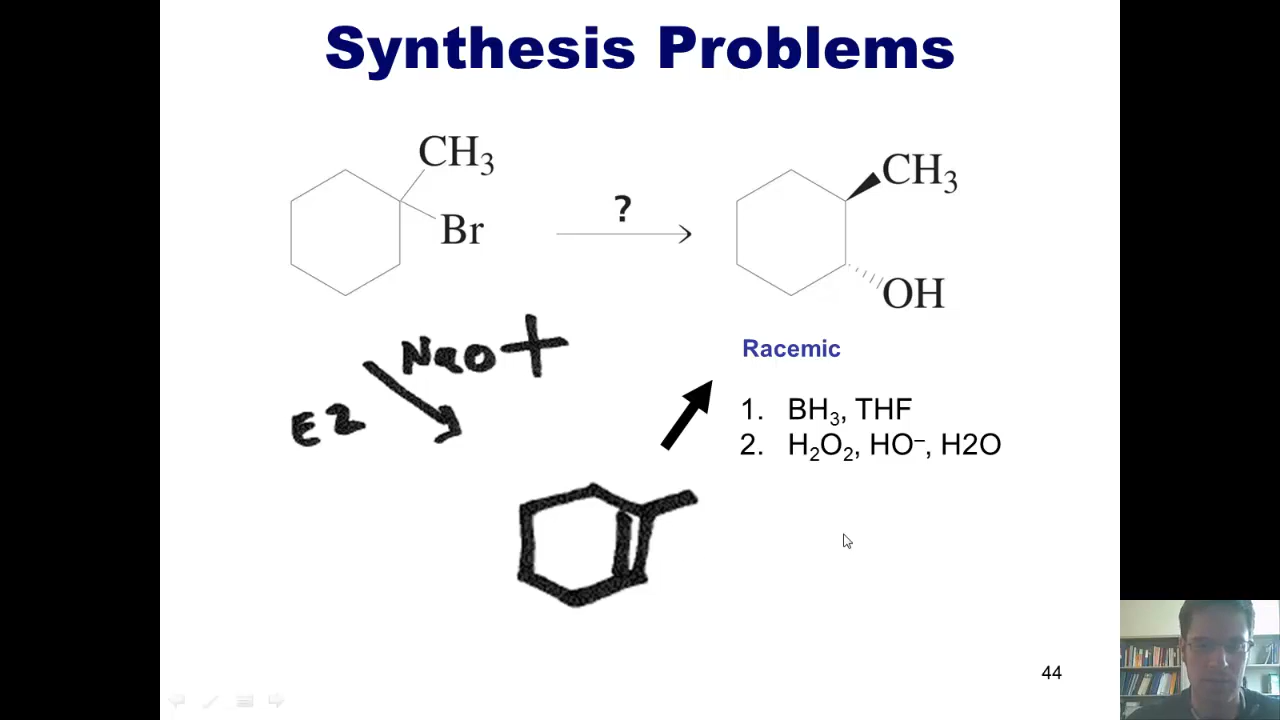 Synthesis Problems
CH₃
Br
?
CH₃
OH
NaO
E2
Racemic
1. BH₃, THF
2. H₂O₂, HO⁻, H2O
44